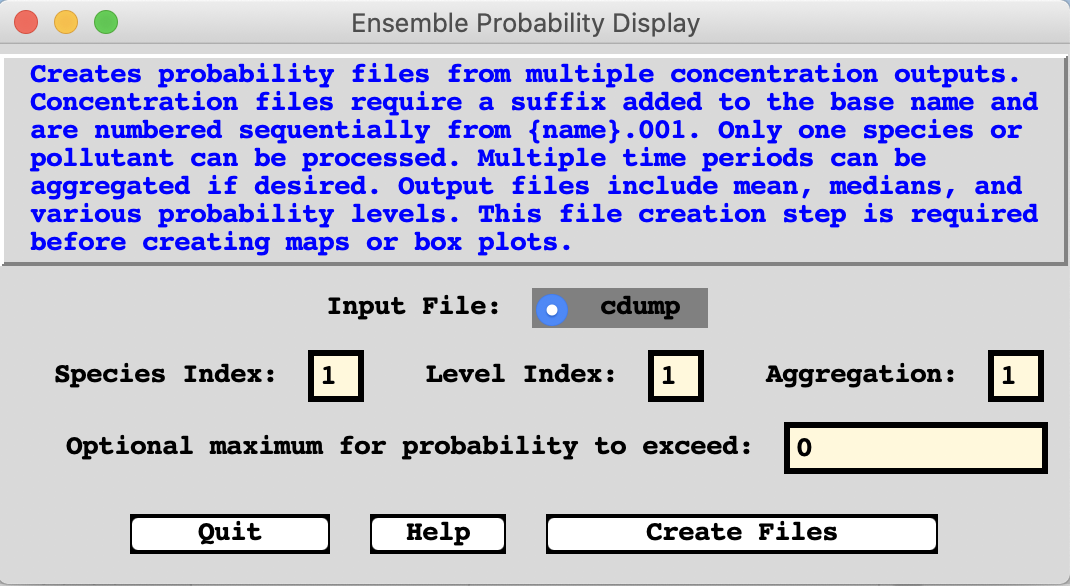 Ensemble Probability Display
Creates probability files from multiple concentration outputs.
Concentration files require a suffix added to the base name and
are numbered sequentially from {name}.001. Only one species or
pollutant can be processed. Multiple time periods can be
aggregated if desired. Output files include mean, medians, and
various probability levels. This file creation step is required
before creating maps or box plots.
Input File: cdump
Species Index: 1 Level Index: 1 Aggregation: 1
Optional maximum for probability to exceed: 0
Quit Help Create Files